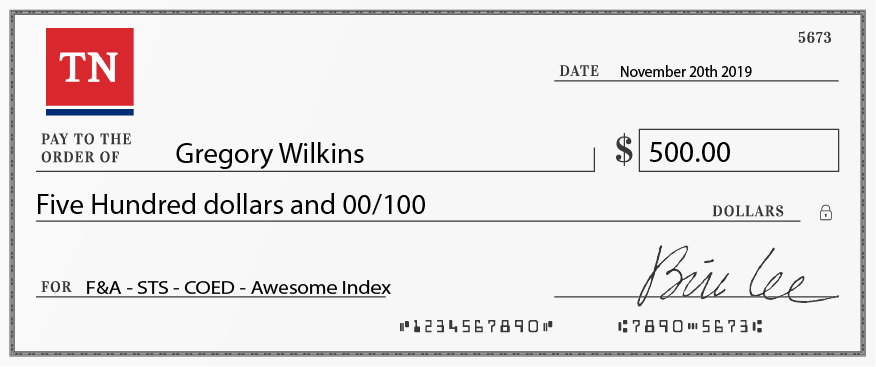 5673
TN
DATE November 20th 2019
PAY TO THE
ORDER OF Gregory Wilkins $ 500.00
Five Hundred dollars and 00/100 DOLLARS
Bill Lee
FOR F&A - STS - COED - Awesome Index
⑈1234567890⑈ ⑆7890⑉5673⑆